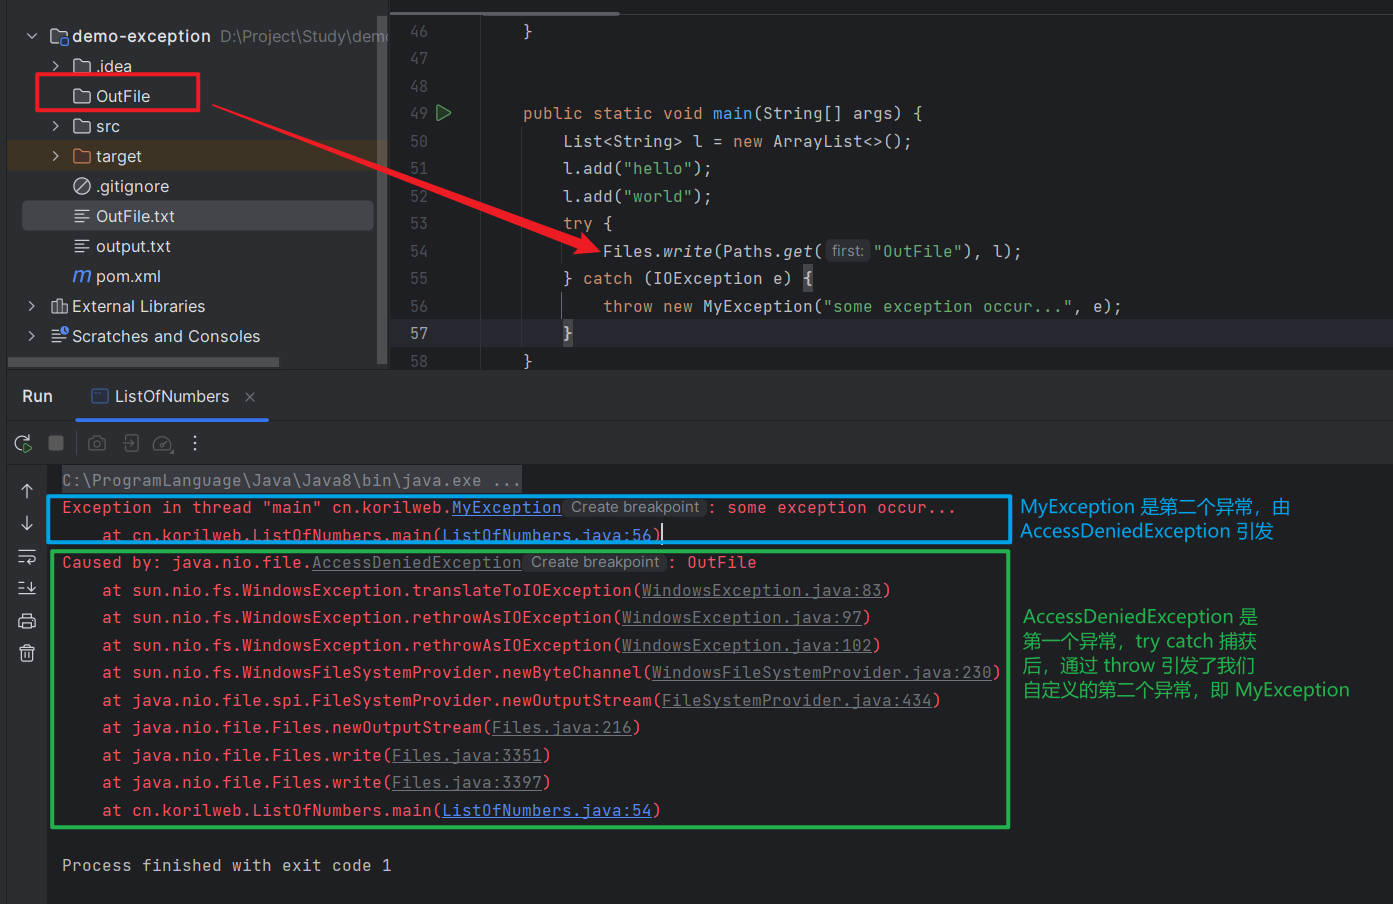 demo-exception D:\Project\Study\demo
.idea
OutFile
src
target
.gitignore
OutFile.txt
output.txt
m pom.xml
External Libraries
Scratches and Consoles
46 }
47
48
49 public static void main(String[] args) {
50 List<String> l = new ArrayList<>();
51 l.add("hello");
52 l.add("world");
53 try {
54 Files.write(Paths.get( first: "OutFile"), l);
55 } catch (IOException e) {
56 throw new MyException("some exception occur...", e);
57 }
58 }
Run ListOfNumbers
C:\ProgramLanguage\Java\Java8\bin\java.exe ...
Exception in thread "main" cn.korilweb.MyException Create breakpoint : some exception occur...
at cn.korilweb.ListOfNumbers.main(ListOfNumbers.java:56)
MyException 是第二个异常，由
AccessDeniedException 引发
Caused by: java.nio.file.AccessDeniedException Create breakpoint : OutFile
at sun.nio.fs.WindowsException.translateToIOException(WindowsException.java:83)
at sun.nio.fs.WindowsException.rethrowAsIOException(WindowsException.java:97)
at sun.nio.fs.WindowsException.rethrowAsIOException(WindowsException.java:102)
at sun.nio.fs.WindowsFileSystemProvider.newByteChannel(WindowsFileSystemProvider.java:230)
at java.nio.file.spi.FileSystemProvider.newOutputStream(FileSystemProvider.java:434)
at java.nio.file.Files.newOutputStream(Files.java:216)
at java.nio.file.Files.write(Files.java:3351)
at java.nio.file.Files.write(Files.java:3397)
at cn.korilweb.ListOfNumbers.main(ListOfNumbers.java:54)
AccessDeniedException 是
第一个异常，try catch 捕获
后，通过 throw 引发了我们
自定义的第二个异常，即 MyException
Process finished with exit code 1